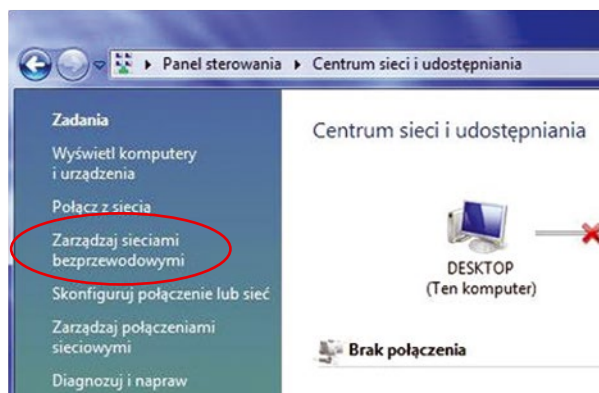 Panel sterowania ▸ Centrum sieci i udostępniania
Zadania
Wyświetl komputery
i urządzenia
Połącz z siecią
Zarządzaj sieciami
bezprzewodowymi
Skonfiguruj połączenie lub sieć
Zarządzaj połączeniami
sieciowymi
Diagnozuj i napraw
Centrum sieci i udostępniania
DESKTOP
(Ten komputer)
Brak połączenia